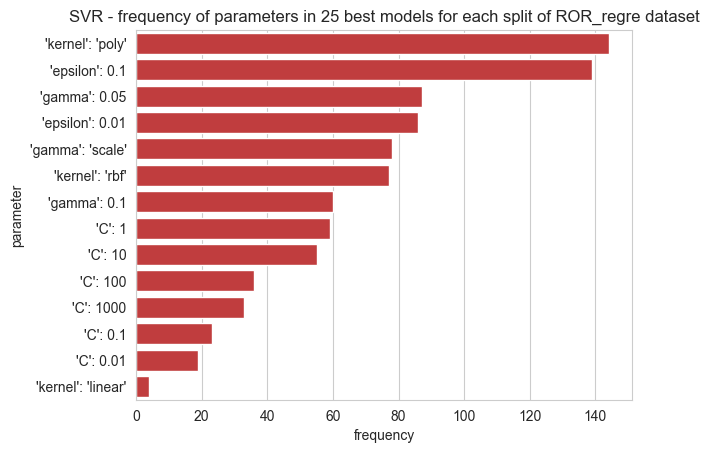 SVR - frequency of parameters in 25 best models for each split of ROR_regre dataset
'kernel': 'poly'
'epsilon': 0.1
'gamma': 0.05
'epsilon': 0.01
'gamma': 'scale'
'kernel': 'rbf'
'gamma': 0.1
'C': 1
'C': 10
'C': 100
'C': 1000
'C': 0.1
'C': 0.01
'kernel': 'linear'
parameter
0 20 40 60 80 100 120 140
frequency